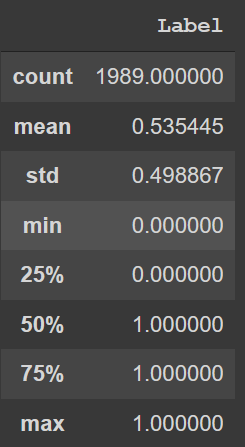 Label
count 1989.000000
mean 0.535445
std 0.498867
min 0.000000
25% 0.000000
50% 1.000000
75% 1.000000
max 1.000000